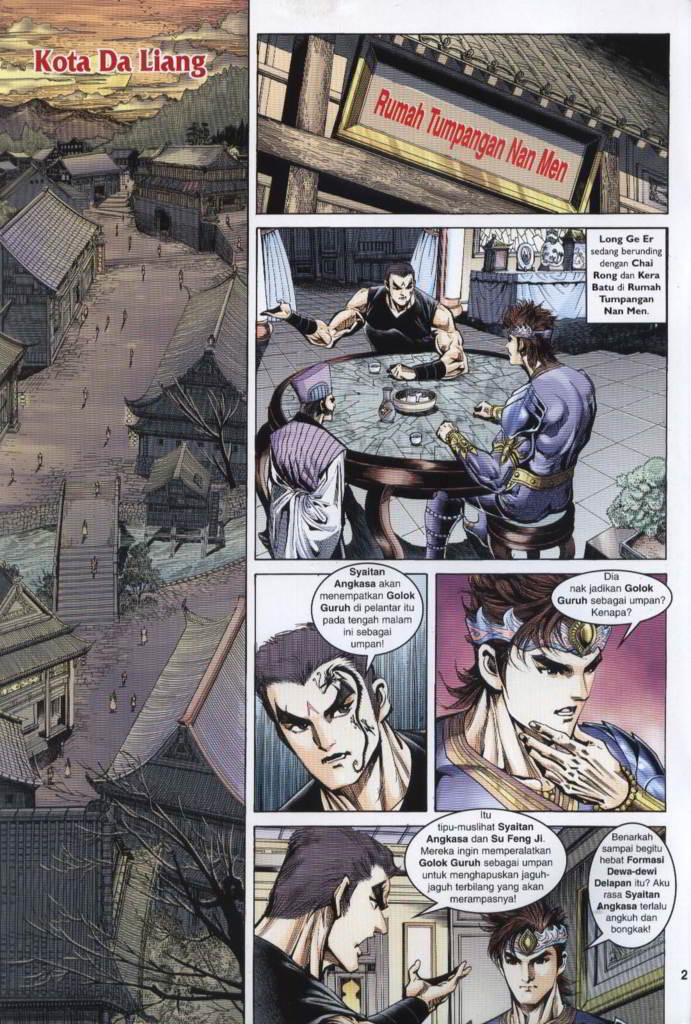 Kota Da Liang
Rumah Tumpangan Nan Men
Long Ge Er
sedang berunding
dengan Chai
Rong dan Kera
Batu di Rumah
Tumpangan
Nan Men.
Syaitan
Angkasa akan
menempatkan Golok
Guruh di pelantar itu
pada tengah malam
ini sebagai
umpan!
Dia
nak jadikan Golok
Guruh sebagai umpan?
Kenapa?
Itu
tipu-muslihat Syaitan
Angkasa dan Su Feng Ji.
Mereka ingin memperalatkan
Golok Guruh sebagai umpan
untuk menghapuskan jaguh-
jaguh terbilang yang akan
merampasnya!
Benarkah
sampai begitu
hebat Formasi
Dewa-dewi
Delapan itu? Aku
rasa Syaitan
Angkasa terlalu
angkuh dan
bongkak!
2